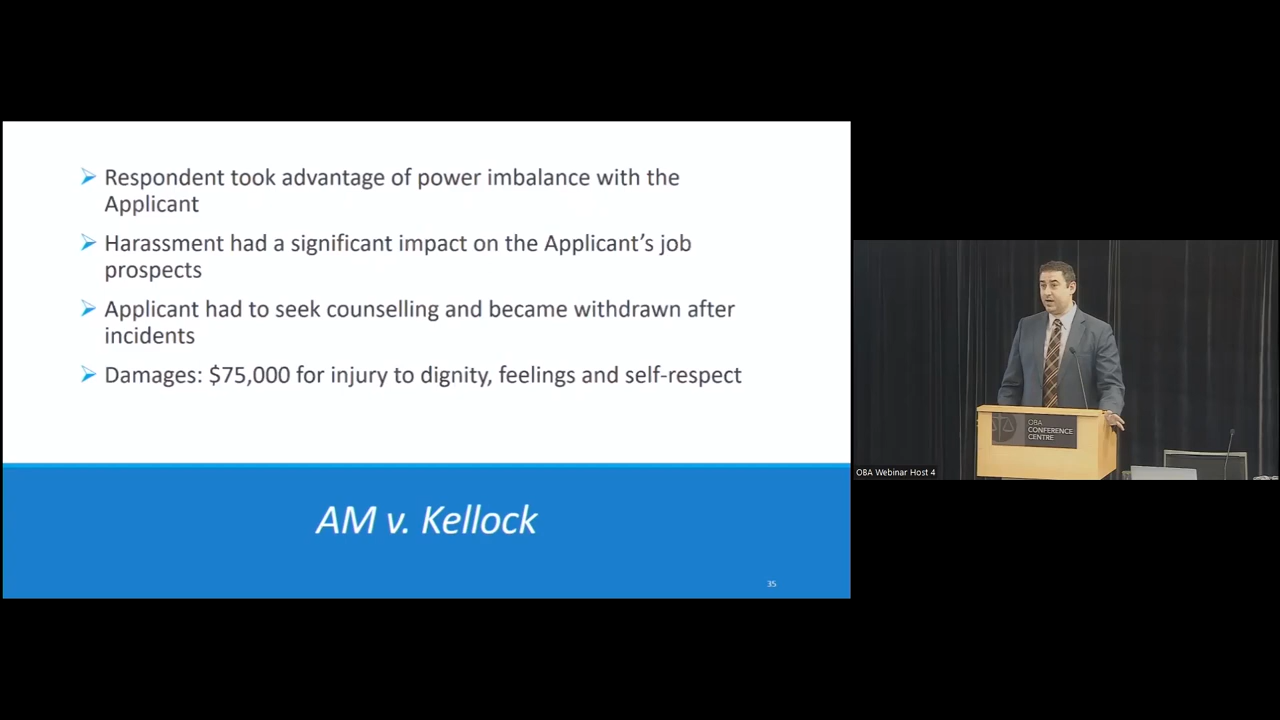 Respondent took advantage of power imbalance with the
Applicant
Harassment had a significant impact on the Applicant’s job
prospects
Applicant had to seek counselling and became withdrawn after
incidents
Damages: $75,000 for injury to dignity, feelings and self-respect
AM v. Kellock
35
OBA
CONFERENCE
CENTRE
OBA Webinar Host 4